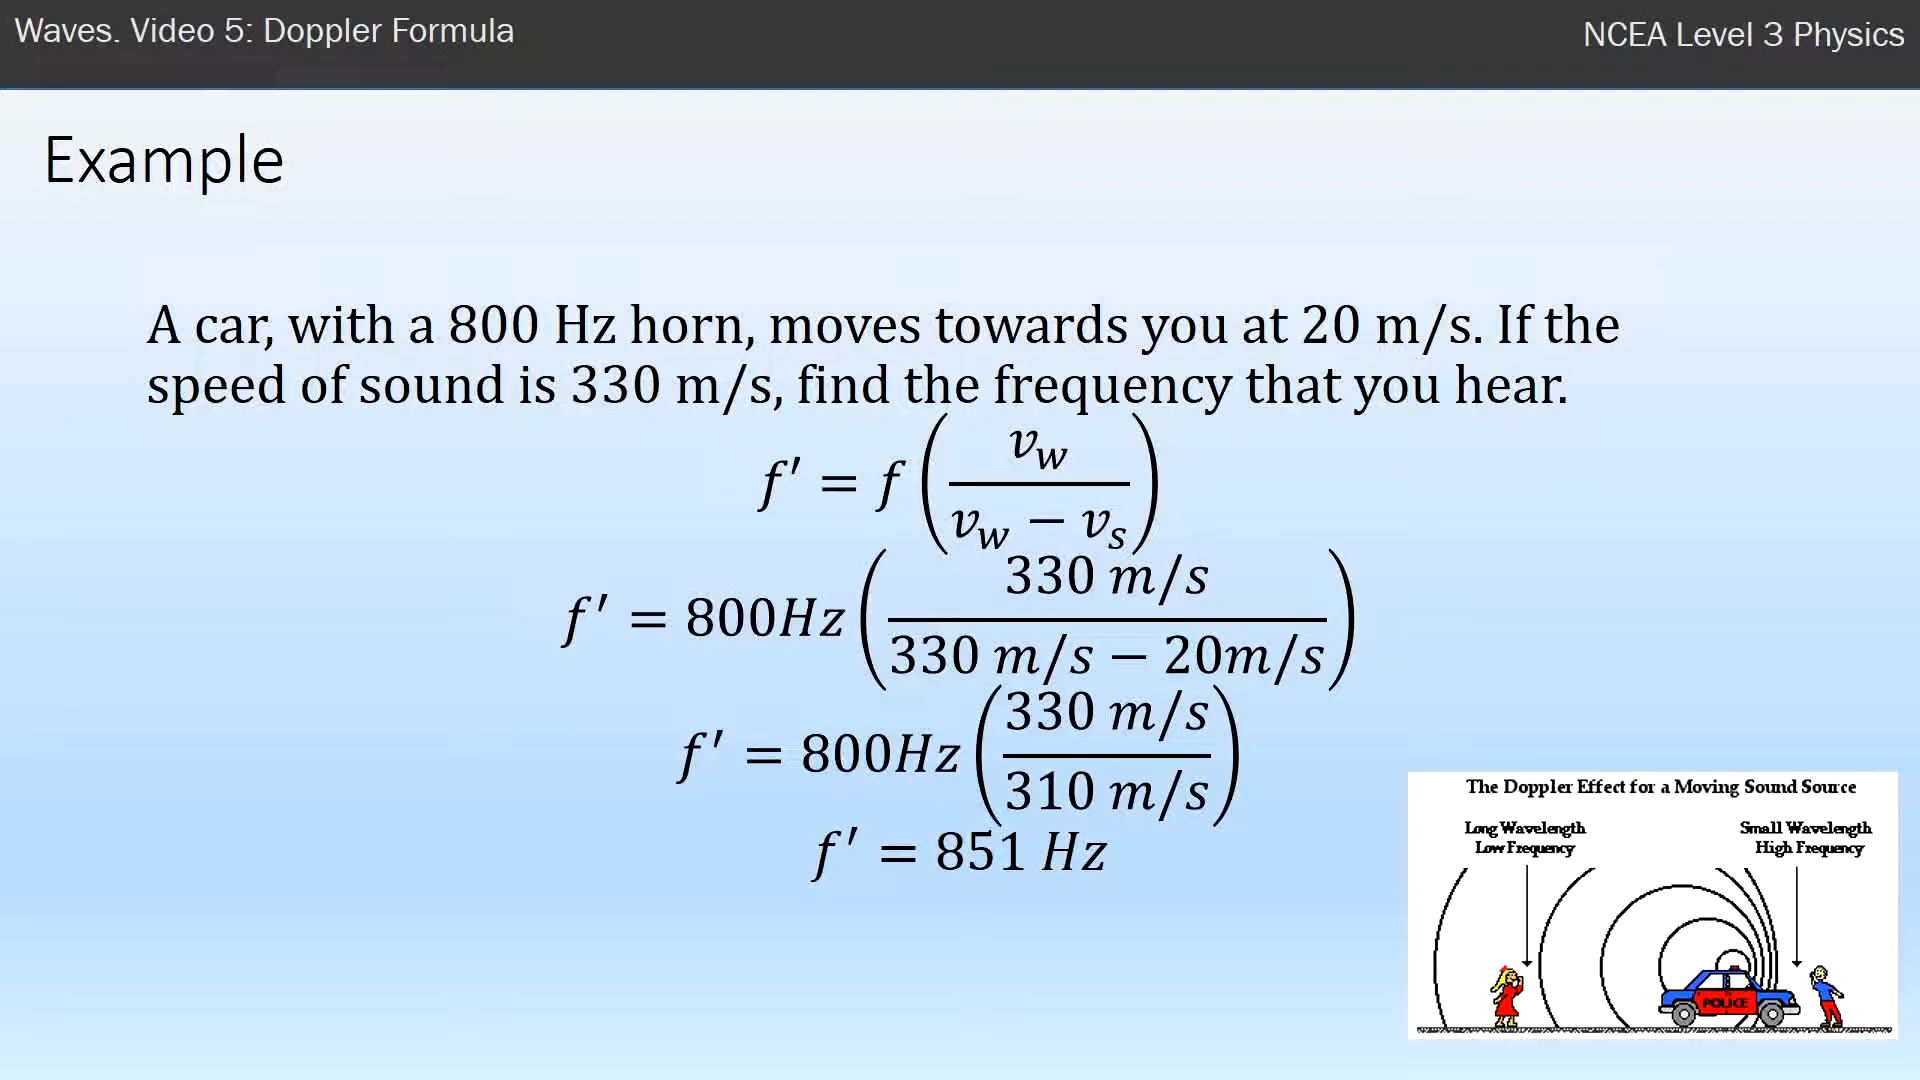 Waves. Video 5: Doppler Formula
NCEA Level 3 Physics
Example
A car, with a 800 Hz horn, moves towards you at 20 m/s. If the
speed of sound is 330 m/s, find the frequency that you hear.
f′ = f (v_w / (v_w − v_s))
f′ = 800Hz (330 m/s / (330 m/s − 20m/s))
f′ = 800Hz (330 m/s / 310 m/s)
f′ = 851 Hz
The Doppler Effect for a Moving Sound Source
Long Wavelength
Low Frequency
Small Wavelength
High Frequency
POLICE